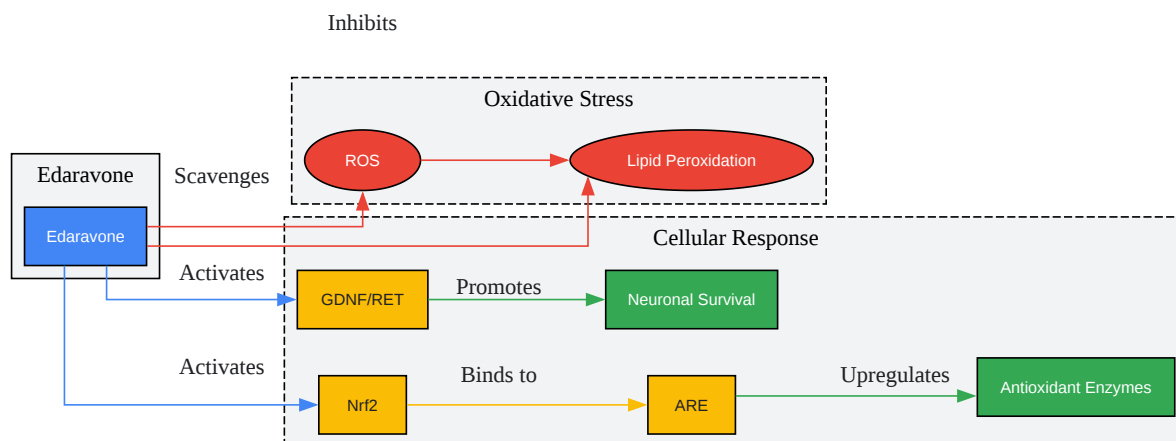 Inhibits
Oxidative Stress
ROS
Lipid Peroxidation
Edaravone
Scavenges
Edaravone
Cellular Response
Activates
GDNF/RET
Promotes
Neuronal Survival
Activates
Nrf2
Binds to
ARE
Upregulates
Antioxidant Enzymes